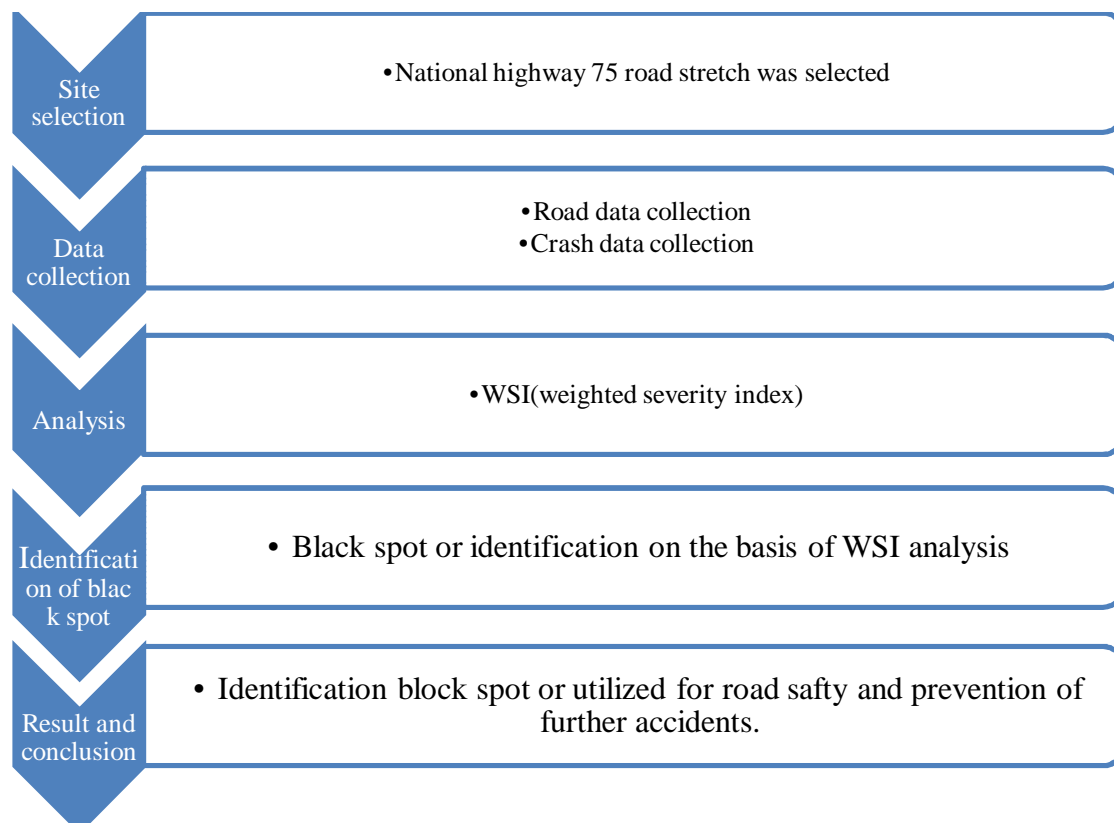 Site
selection
•National highway 75 road stretch was selected
Data
collection
•Road data collection
•Crash data collection
Analysis
•WSI(weighted severity index)
Identificati
on of blac
k spot
• Black spot or identification on the basis of WSI analysis
Result and
conclusion
• Identification block spot or utilized for road safty and prevention of
further accidents.